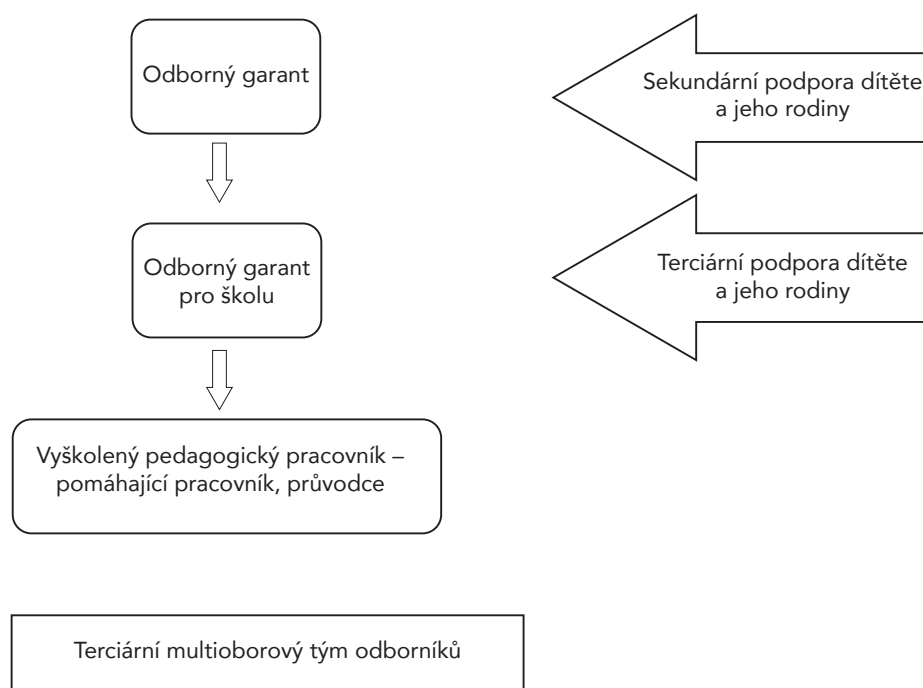 Odborný garant
Sekundární podpora dítěte
a jeho rodiny
Odborný garant
pro školu
Terciární podpora dítěte
a jeho rodiny
Vyškolený pedagogický pracovník –
pomáhající pracovník, průvodce
Terciární multioborový tým odborníků